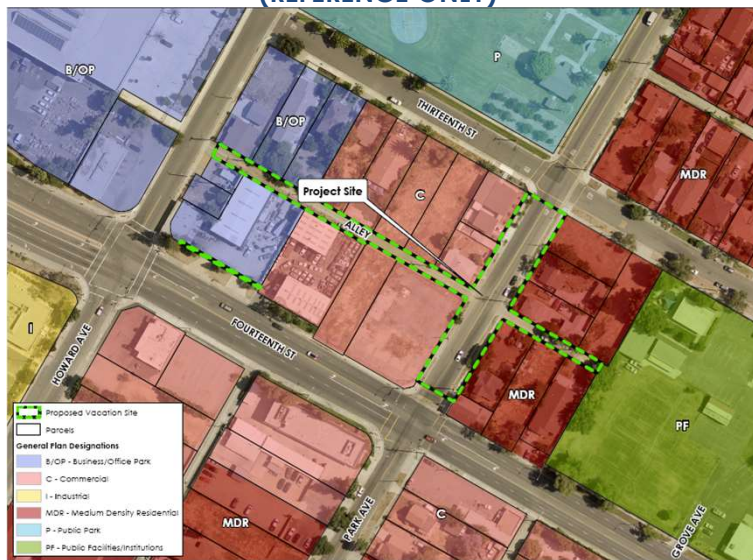 (REFERENCE ONLY)
B/OP
P
B/OP
THIRTEENTH ST
MDR
Project Site
C
ALLEY
I
HOWARD AVE
FOURTEENTH ST
MDR
PF
Proposed Vacation Site
Parcels
General Plan Designations
B/OP - Business/Office Park
C - Commercial
I - Industrial
MDR - Medium Density Residential
P - Public Park
PF - Public Facilities/Institutions
MDR
PARK AVE
C
GROVE AVE